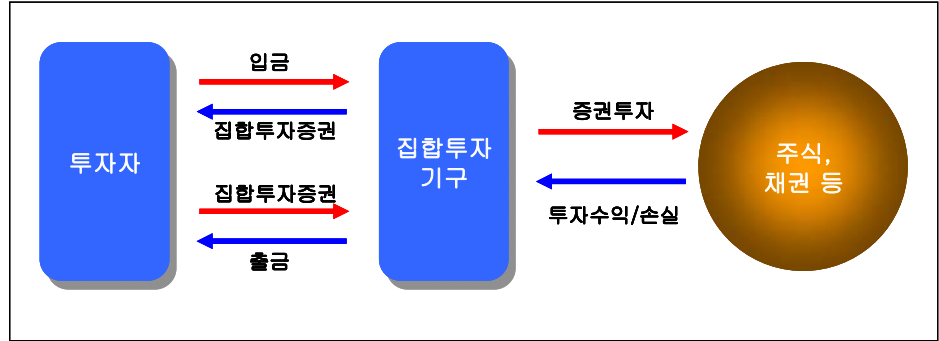 투자자
입금
집합투자증권
집합투자증권
출금
집합투자
기구
증권투자
투자수익/손실
주식,
채권 등